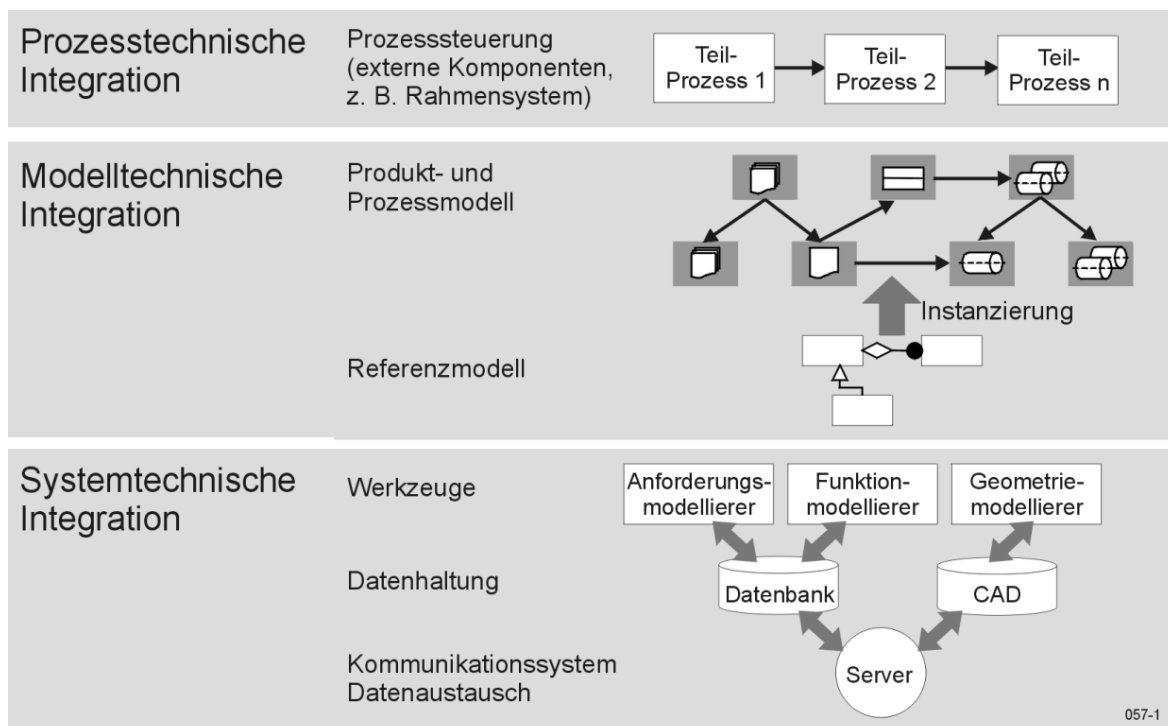 Prozesstechnische
Integration
Prozesssteuerung
(externe Komponenten,
z. B. Rahmensystem)
Teil-
Prozess 1
Teil-
Prozess 2
Teil-
Prozess n
Modelltechnische
Integration
Produkt- und
Prozessmodell
Instanzierung
Referenzmodell
Systemtechnische
Integration
Werkzeuge
Anforderungs-
modellierer
Funktion-
modellierer
Geometrie-
modellierer
Datenhaltung
Datenbank
CAD
Kommunikationssystem
Datenaustausch
Server
057-1